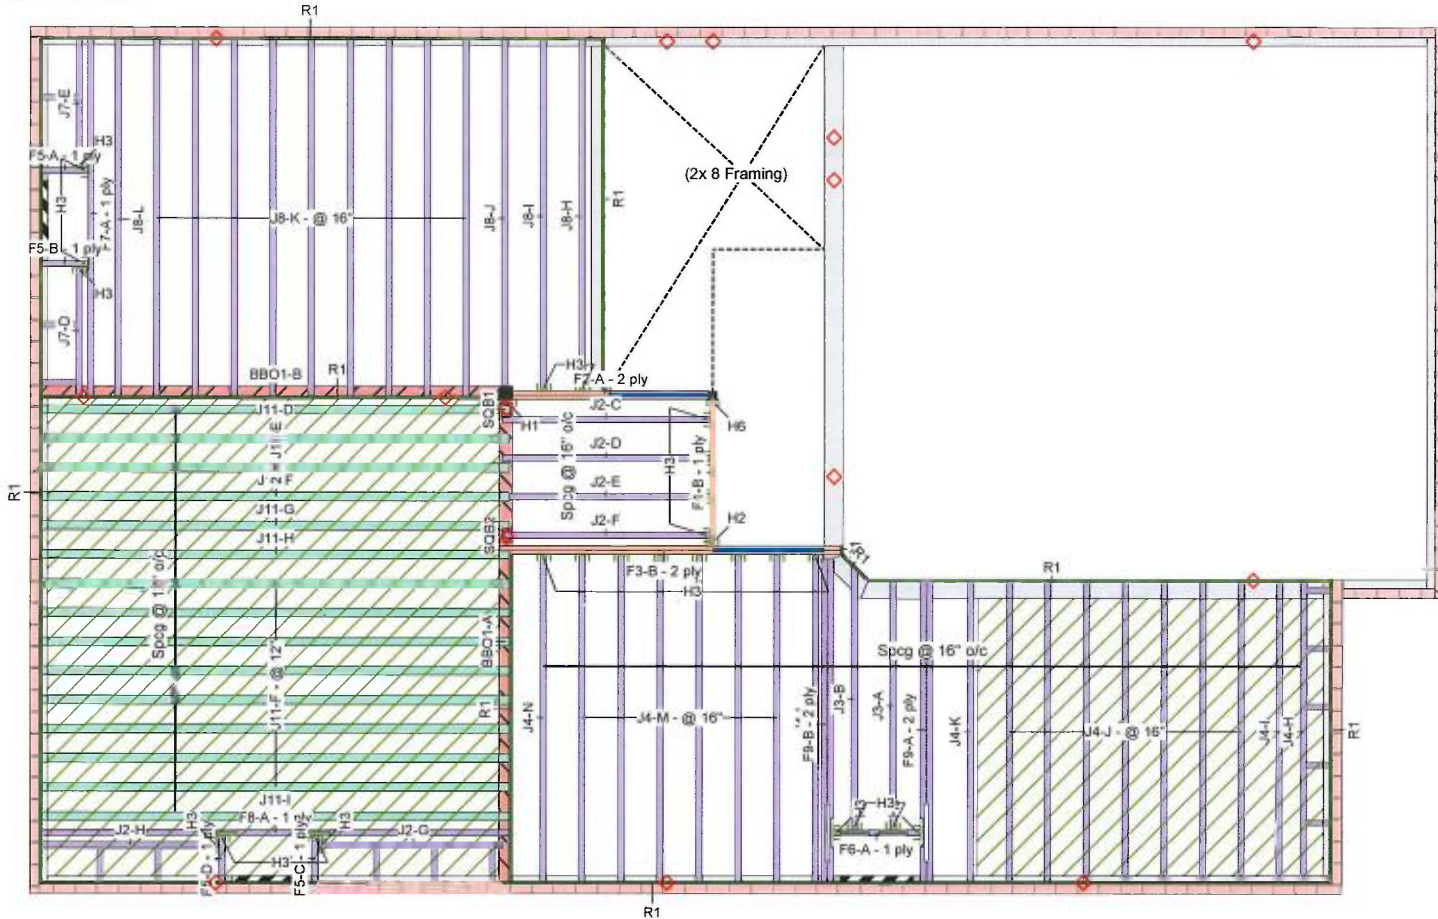 R1
J7-E
H3
F5-A - 1 ply
H3
F7-A - 1 ply
J8-L
J8-K - @ 16"
J8-J
J8-I
J8-H
R1
(2x 8 Framing)
F5-B - 1 ply
H3
J7-D
BBO1-B
R1
H3
F2-A - 2 ply
SQB1
J11-D
J2-C
H1
H6
Spcg @ 16" o/c
J2-D
H3
F1-B - 1 ply
J2-E
R1
J11-G
J2-F
H2
J11-H
SQB2
R1
F3-B - 2 ply
H3
R1
Spcg @ 16" o/c
BBO1-A
R1
J11-F - @ 12"
J4-N
J4-M - @ 16"
F9-B - 2 ply
J3-B
J3-A
F9-A - 2 ply
J4-K
J4-J - @ 16"
J4-I
J4-H
R1
J11-I
H3
F8-A - 1 ply
H3
J2-H
J2-G
H3
F5-D - 1 ply
F5-C - 1 ply
H3
H3
F6-A - 1 ply
R1